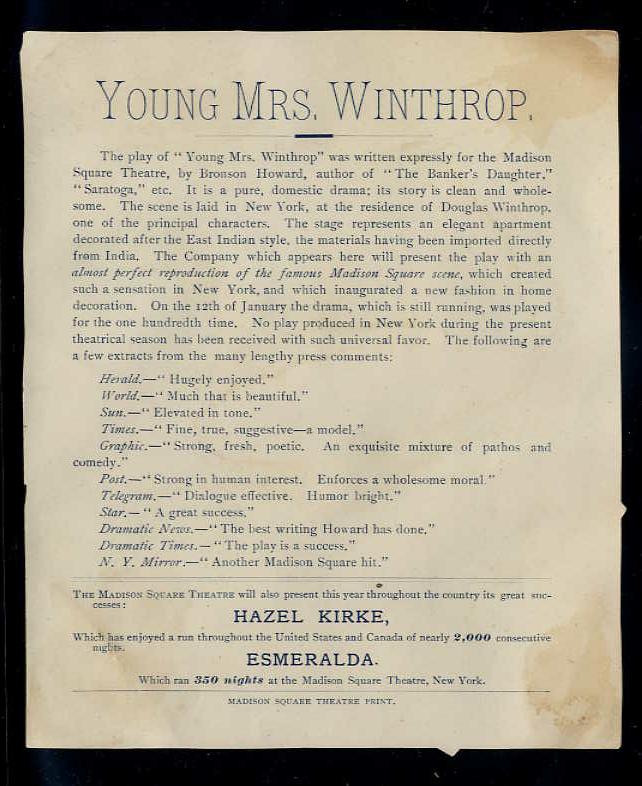 YOUNG MRS. WINTHROP.
The play of "Young Mrs. Winthrop" was written expressly for the Madison
Square Theatre, by Bronson Howard, author of "The Banker's Daughter,"
"Saratoga," etc. It is a pure, domestic drama; its story is clean and whole-
some. The scene is laid in New York, at the residence of Douglas Winthrop,
one of the principal characters. The stage represents an elegant apartment
decorated after the East Indian style, the materials having been imported directly
from India. The Company which appears here will present the play with an
almost perfect reproduction of the famous Madison Square scene, which created
such a sensation in New York, and which inaugurated a new fashion in home
decoration. On the 12th of January the drama, which is still running, was played
for the one hundredth time. No play produced in New York during the present
theatrical season has been received with such universal favor. The following are
a few extracts from the many lengthy press comments:
Herald.—"Hugely enjoyed."
World.—"Much that is beautiful."
Sun.—"Elevated in tone."
Times.—"Fine, true, suggestive—a model."
Graphic.—"Strong, fresh, poetic. An exquisite mixture of pathos and
comedy."
Post.—"Strong in human interest. Enforces a wholesome moral."
Telegram.—"Dialogue effective. Humor bright."
Star.—"A great success."
Dramatic News.—"The best writing Howard has done."
Dramatic Times.—"The play is a success."
N. Y. Mirror.—"Another Madison Square hit."
THE MADISON SQUARE THEATRE will also present this year throughout the country its great suc-
cesses:
HAZEL KIRKE,
Which has enjoyed a run throughout the United States and Canada of nearly 2,000 consecutive
nights.
ESMERALDA.
Which ran 350 nights at the Madison Square Theatre, New York.
MADISON SQUARE THEATRE PRINT.